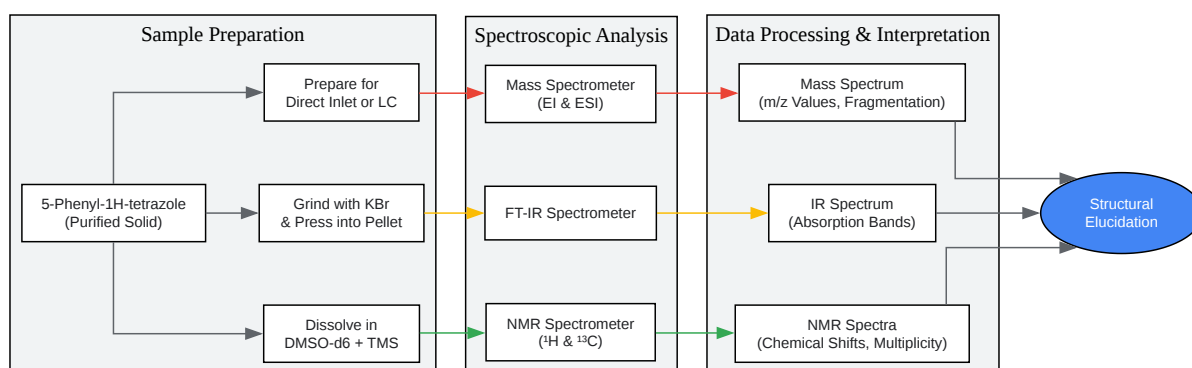 Sample Preparation
Spectroscopic Analysis
Data Processing & Interpretation
Prepare for
Direct Inlet or LC
Mass Spectrometer
(EI & ESI)
Mass Spectrum
(m/z Values, Fragmentation)
5-Phenyl-1H-tetrazole
(Purified Solid)
Grind with KBr
& Press into Pellet
FT-IR Spectrometer
IR Spectrum
(Absorption Bands)
Structural
Elucidation
Dissolve in
DMSO-d6 + TMS
NMR Spectrometer
(¹H & ¹³C)
NMR Spectra
(Chemical Shifts, Multiplicity)